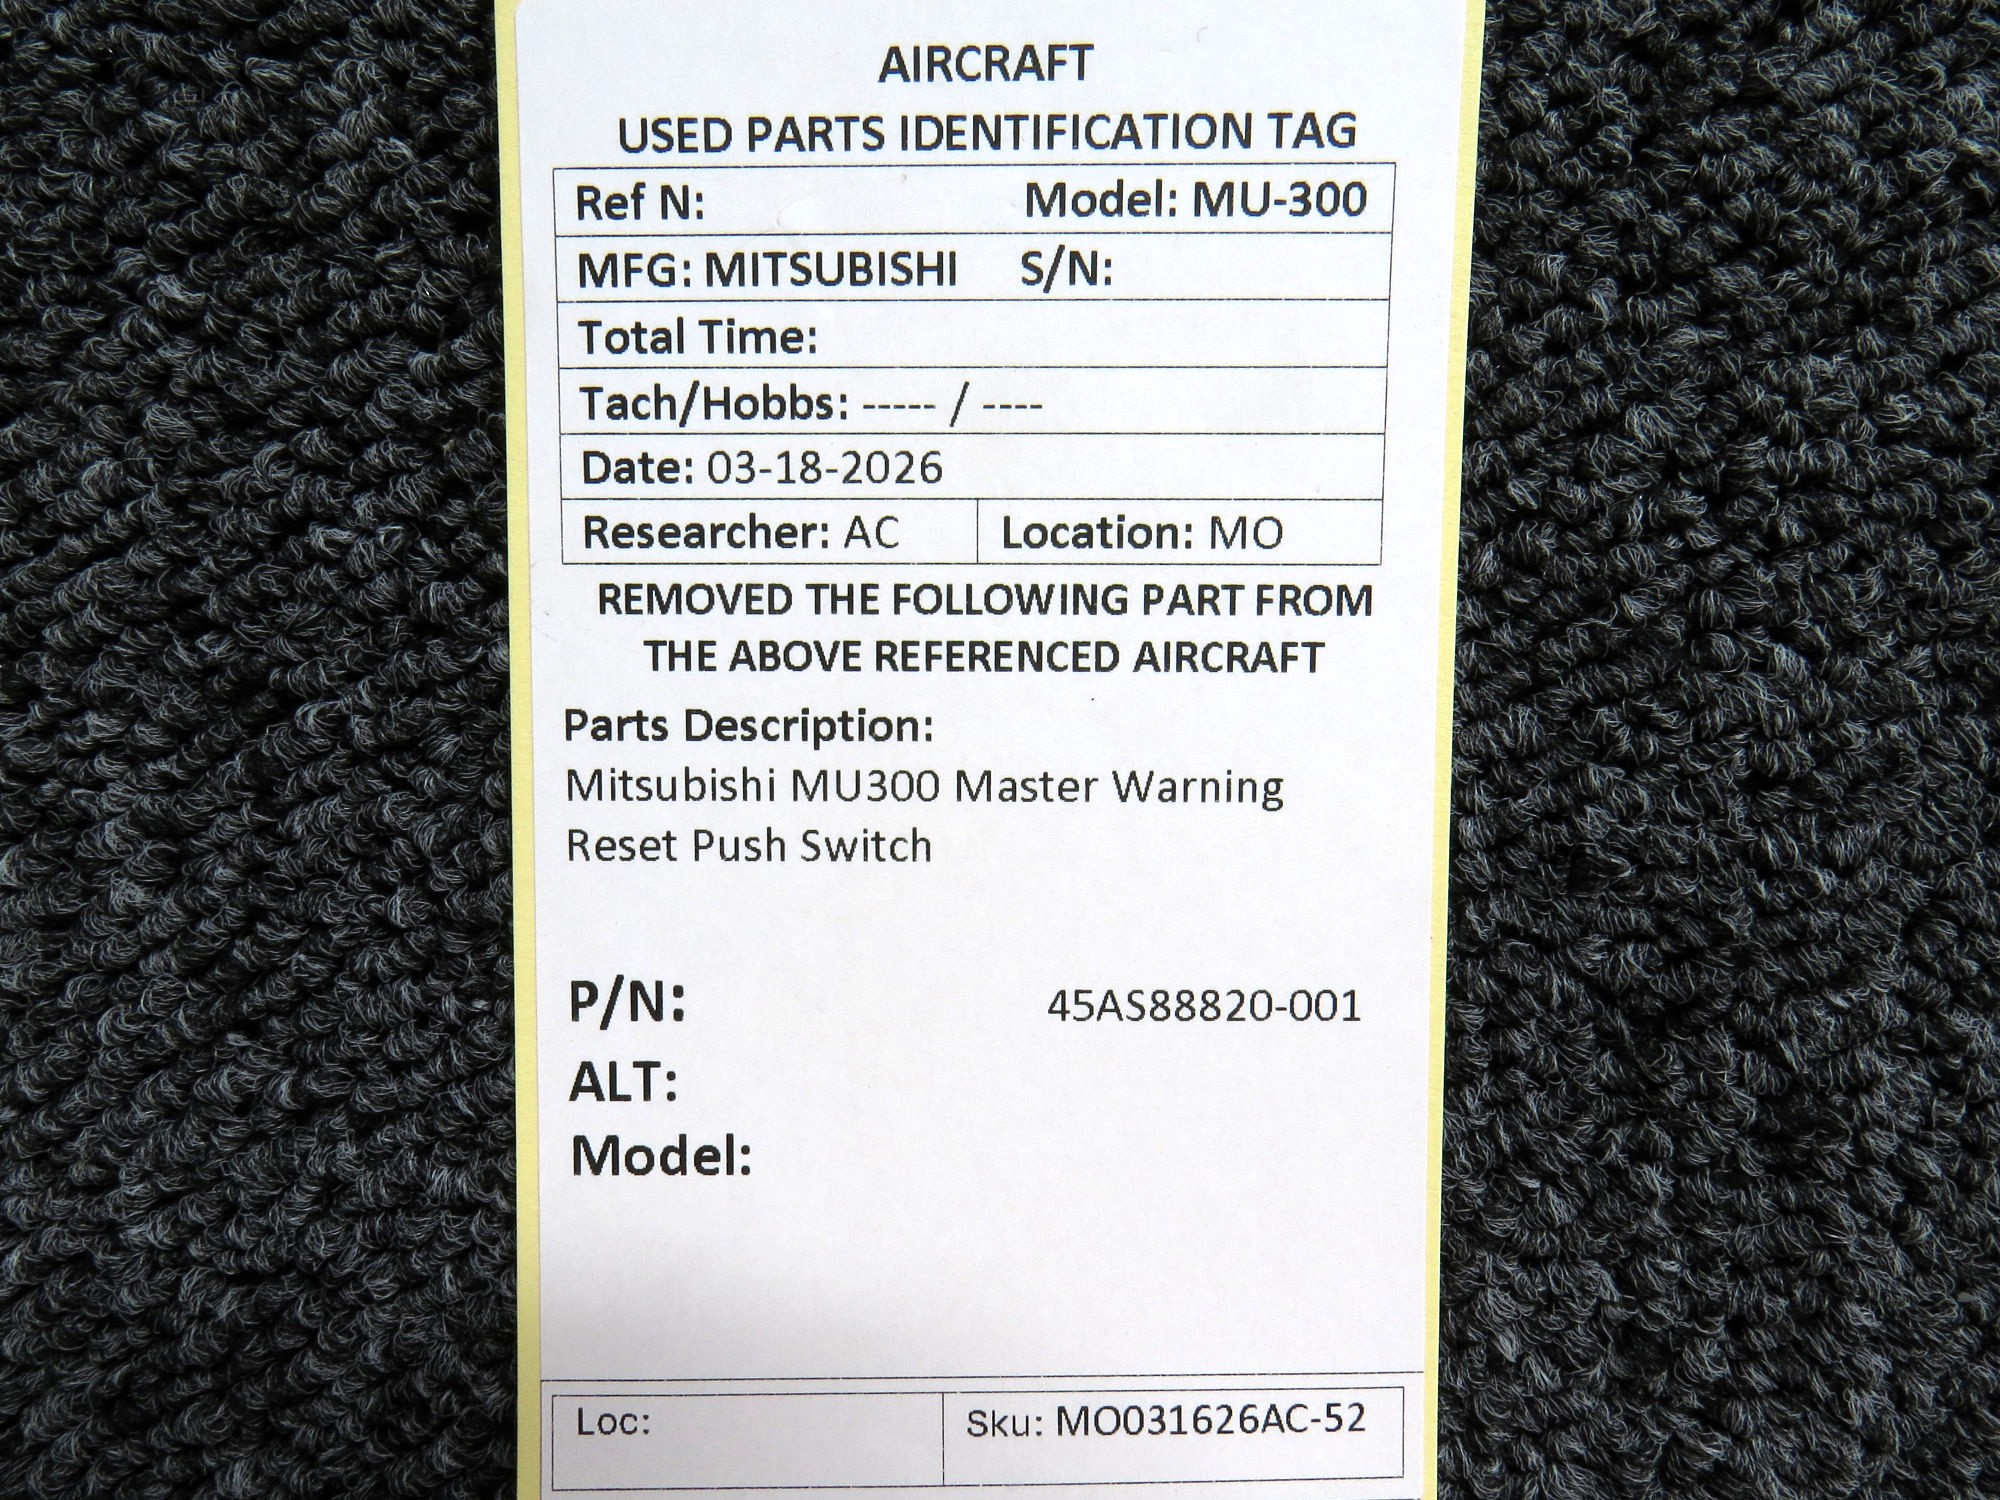 AIRCRAFT
USED PARTS IDENTIFICATION TAG
Ref N: Model: MU-300
MFG: MITSUBISHI S/N:
Total Time:
Tach/Hobbs: ----- / ----
Date: 03-18-2026
Researcher: AC Location: MO
REMOVED THE FOLLOWING PART FROM
THE ABOVE REFERENCED AIRCRAFT
Parts Description:
Mitsubishi MU300 Master Warning
Reset Push Switch
P/N: 45AS88820-001
ALT:
Model:
Loc: Sku: MO031626AC-52